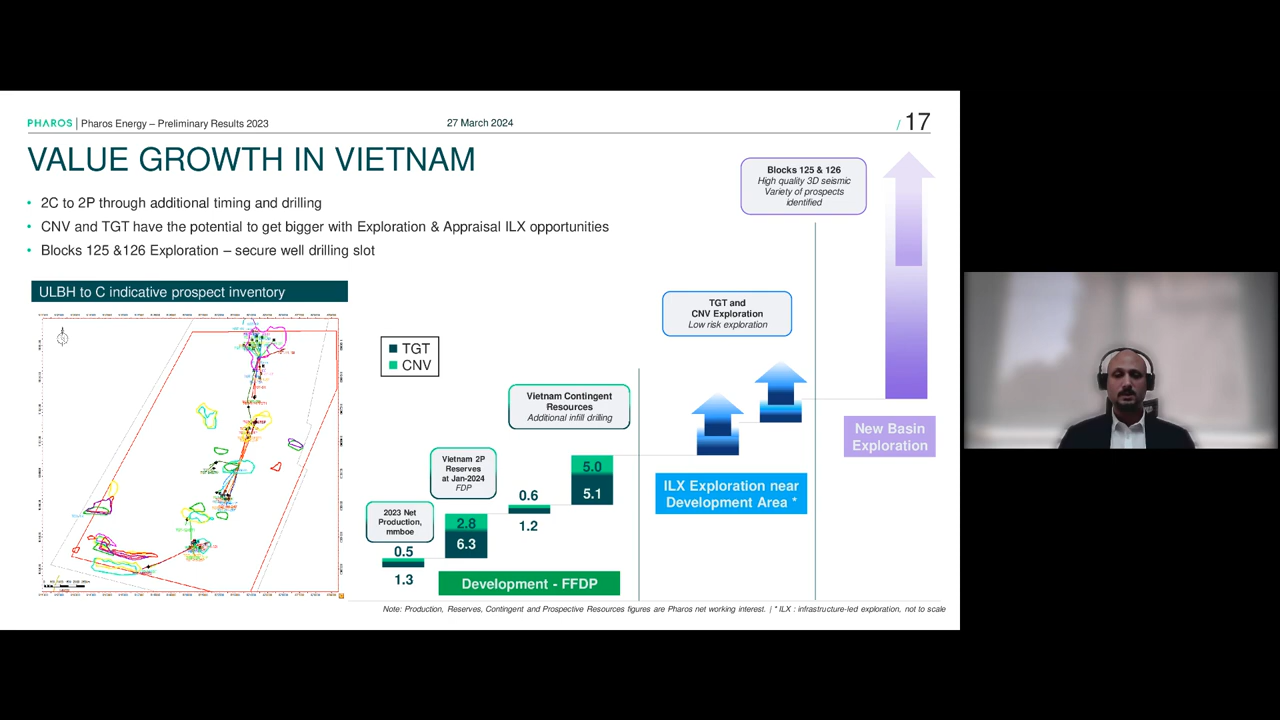 PHAROS | Pharos Energy – Preliminary Results 2023
27 March 2024
/ 17
VALUE GROWTH IN VIETNAM
• 2C to 2P through additional timing and drilling
• CNV and TGT have the potential to get bigger with Exploration & Appraisal ILX opportunities
• Blocks 125 &126 Exploration – secure well drilling slot
ULBH to C indicative prospect inventory
TGT
CNV
2023 Net
Production,
mmboe
0.5
1.3
Vietnam 2P
Reserves
at Jan-2024
FDP
2.8
6.3
Vietnam Contingent
Resources
Additional infill drilling
0.6
1.2
5.0
5.1
Development - FFDP
TGT and
CNV Exploration
Low risk exploration
ILX Exploration near
Development Area *
Blocks 125 & 126
High quality 3D seismic
Variety of prospects
identified
New Basin
Exploration
Note: Production, Reserves, Contingent and Prospective Resources figures are Pharos net working interest. | * ILX : infrastructure-led exploration, not to scale